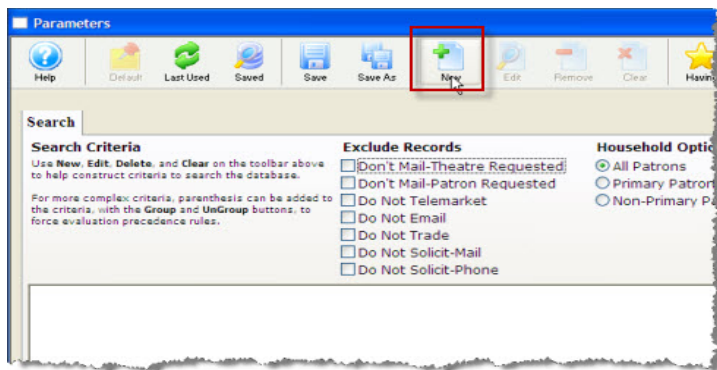 Parameters
Help Default Last Used Saved Save Save As New Edit Remove Clear
Search
Search Criteria
Use New, Edit, Delete, and Clear on the toolbar above
to help construct criteria to search the database.
For more complex criteria, parenthesis can be added to
the criteria, with the Group and UnGroup buttons, to
force evaluation precedence rules.
Exclude Records
Don't Mail-Theatre Requested
Don't Mail-Patron Requested
Do Not Telemarket
Do Not Email
Do Not Trade
Do Not Solicit-Mail
Do Not Solicit-Phone
Household
All Patrons
Primary
Non-Primary